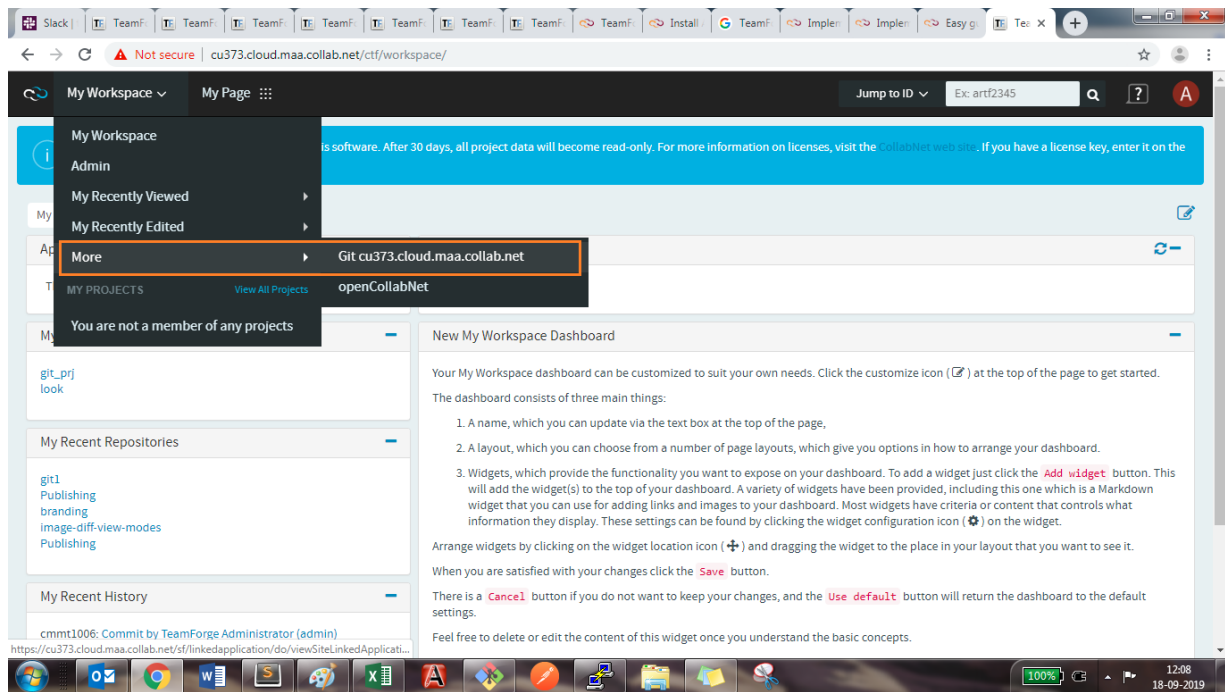 Slack |
TeamF
TeamF
TeamF
TeamF
TeamF
TeamF
TeamF
TeamF
Install
TeamF
Implem
Implem
Easy g
Tea
Not secure | cu373.cloud.maa.collab.net/ctf/workspace/
My Workspace
My Page
Jump to ID
Ex: artf2345
?
A
My Workspace
is software. After 30 days, all project data will become read-only. For more information on licenses, visit the CollabNet web site. If you have a license key, enter it on the
Admin
My Recently Viewed
My
My Recently Edited
Ap
More
Git cu373.cloud.maa.collab.net
T
MY PROJECTS
View All Projects
openCollabNet
You are not a member of any projects
My
New My Workspace Dashboard
git_prj
look
Your My Workspace dashboard can be customized to suit your own needs. Click the customize icon ( ) at the top of the page to get started.
The dashboard consists of three main things:
1. A name, which you can update via the text box at the top of the page,
2. A layout, which you can choose from a number of page layouts, which give you options in how to arrange your dashboard.
3. Widgets, which provide the functionality you want to expose on your dashboard. To add a widget just click the Add widget button. This
will add the widget(s) to the top of your dashboard. A variety of widgets have been provided, including this one which is a Markdown
widget that you can use for adding links and images to your dashboard. Most widgets have criteria or content that controls what
information they display. These settings can be found by clicking the widget configuration icon ( ) on the widget.
Arrange widgets by clicking on the widget location icon ( ) and dragging the widget to the place in your layout that you want to see it.
When you are satisfied with your changes click the Save button.
There is a Cancel button if you do not want to keep your changes, and the Use default button will return the dashboard to the default
settings.
Feel free to delete or edit the content of this widget once you understand the basic concepts.
My Recent Repositories
git1
Publishing
branding
image-diff-view-modes
Publishing
My Recent History
cmmt1006: Commit by TeamForge Administrator (admin)
https://cu373.cloud.maa.collab.net/sf/linkedapplication/do/viewSiteLinkedApplicati...
100%
12:08
18-09-2019